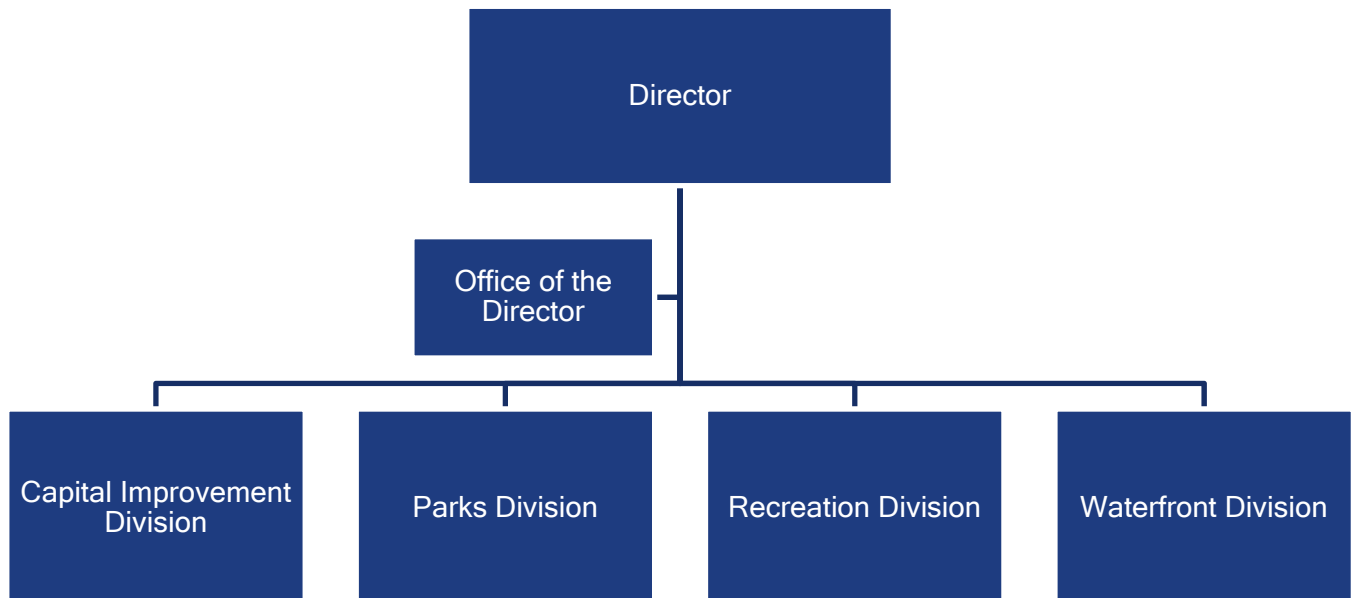 Director
Office of the
Director
Capital Improvement
Division
Parks Division
Recreation Division
Waterfront Division